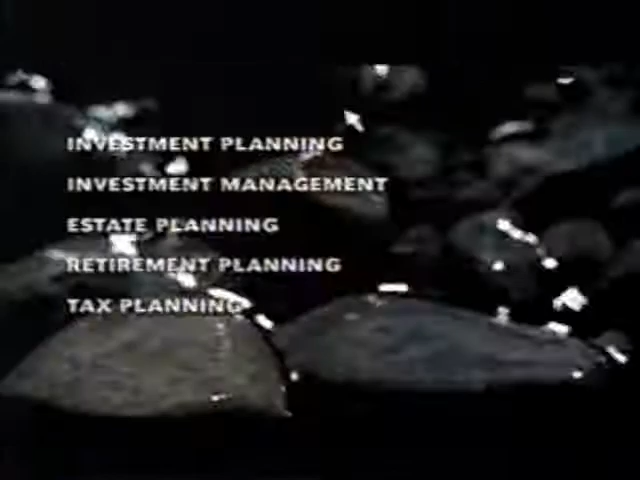 INVESTMENT PLANNING
INVESTMENT MANAGEMENT
ESTATE PLANNING
RETIREMENT PLANNING
TAX PLANNING